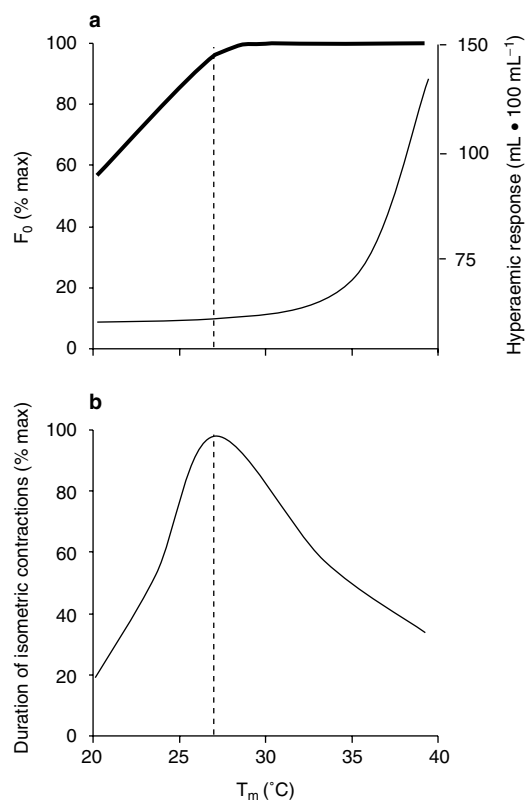 a
100
80
60
40
20
0
F₀ (% max)
150
100
75
Hyperaemic response (mL • 100 mL⁻¹)
b
100
80
60
40
20
0
Duration of isometric contractions (% max)
20 25 30 35 40
Tₘ (°C)